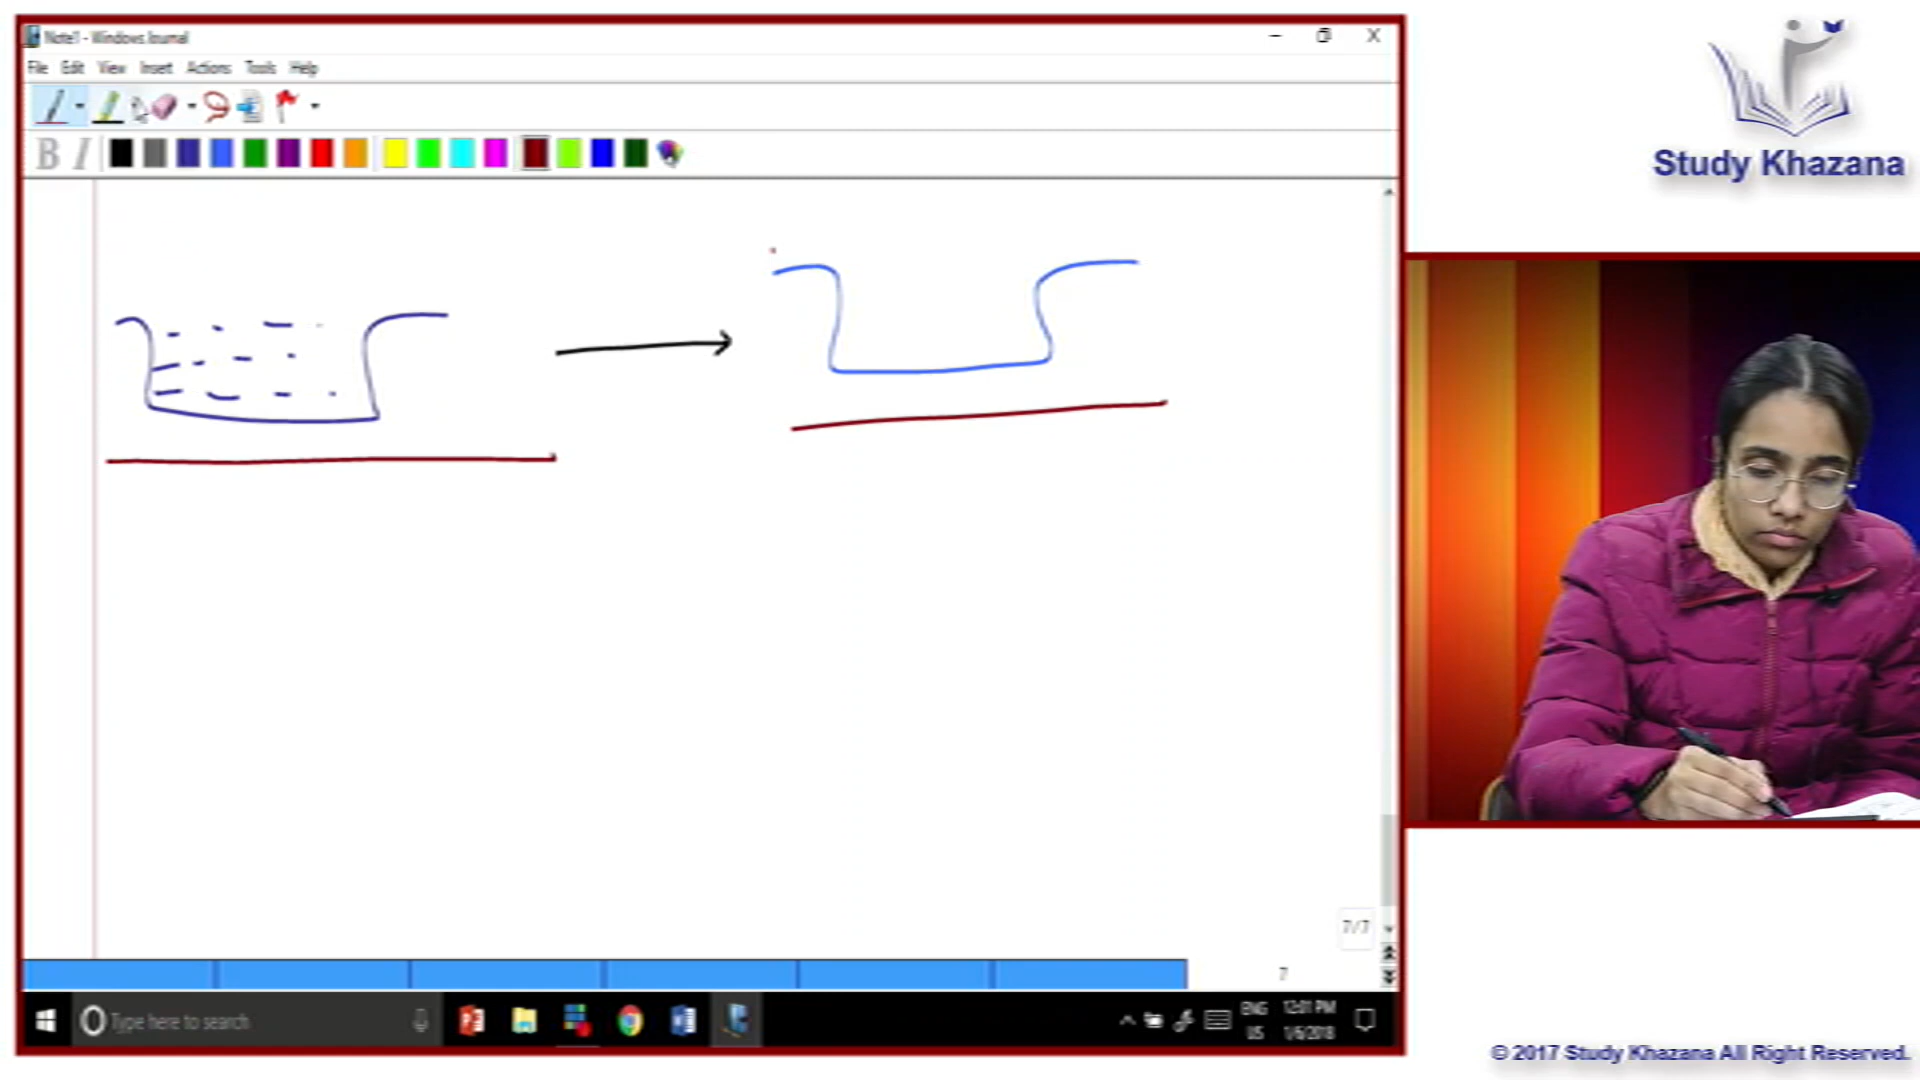 Note1 - Windows Journal
File Edit View Insert Actions Tools Help
B I
Study Khazana
7/7
7
Type here to search
ENG
US
12:01 PM
1/6/2018
© 2017 Study Khazana All Right Reserved.